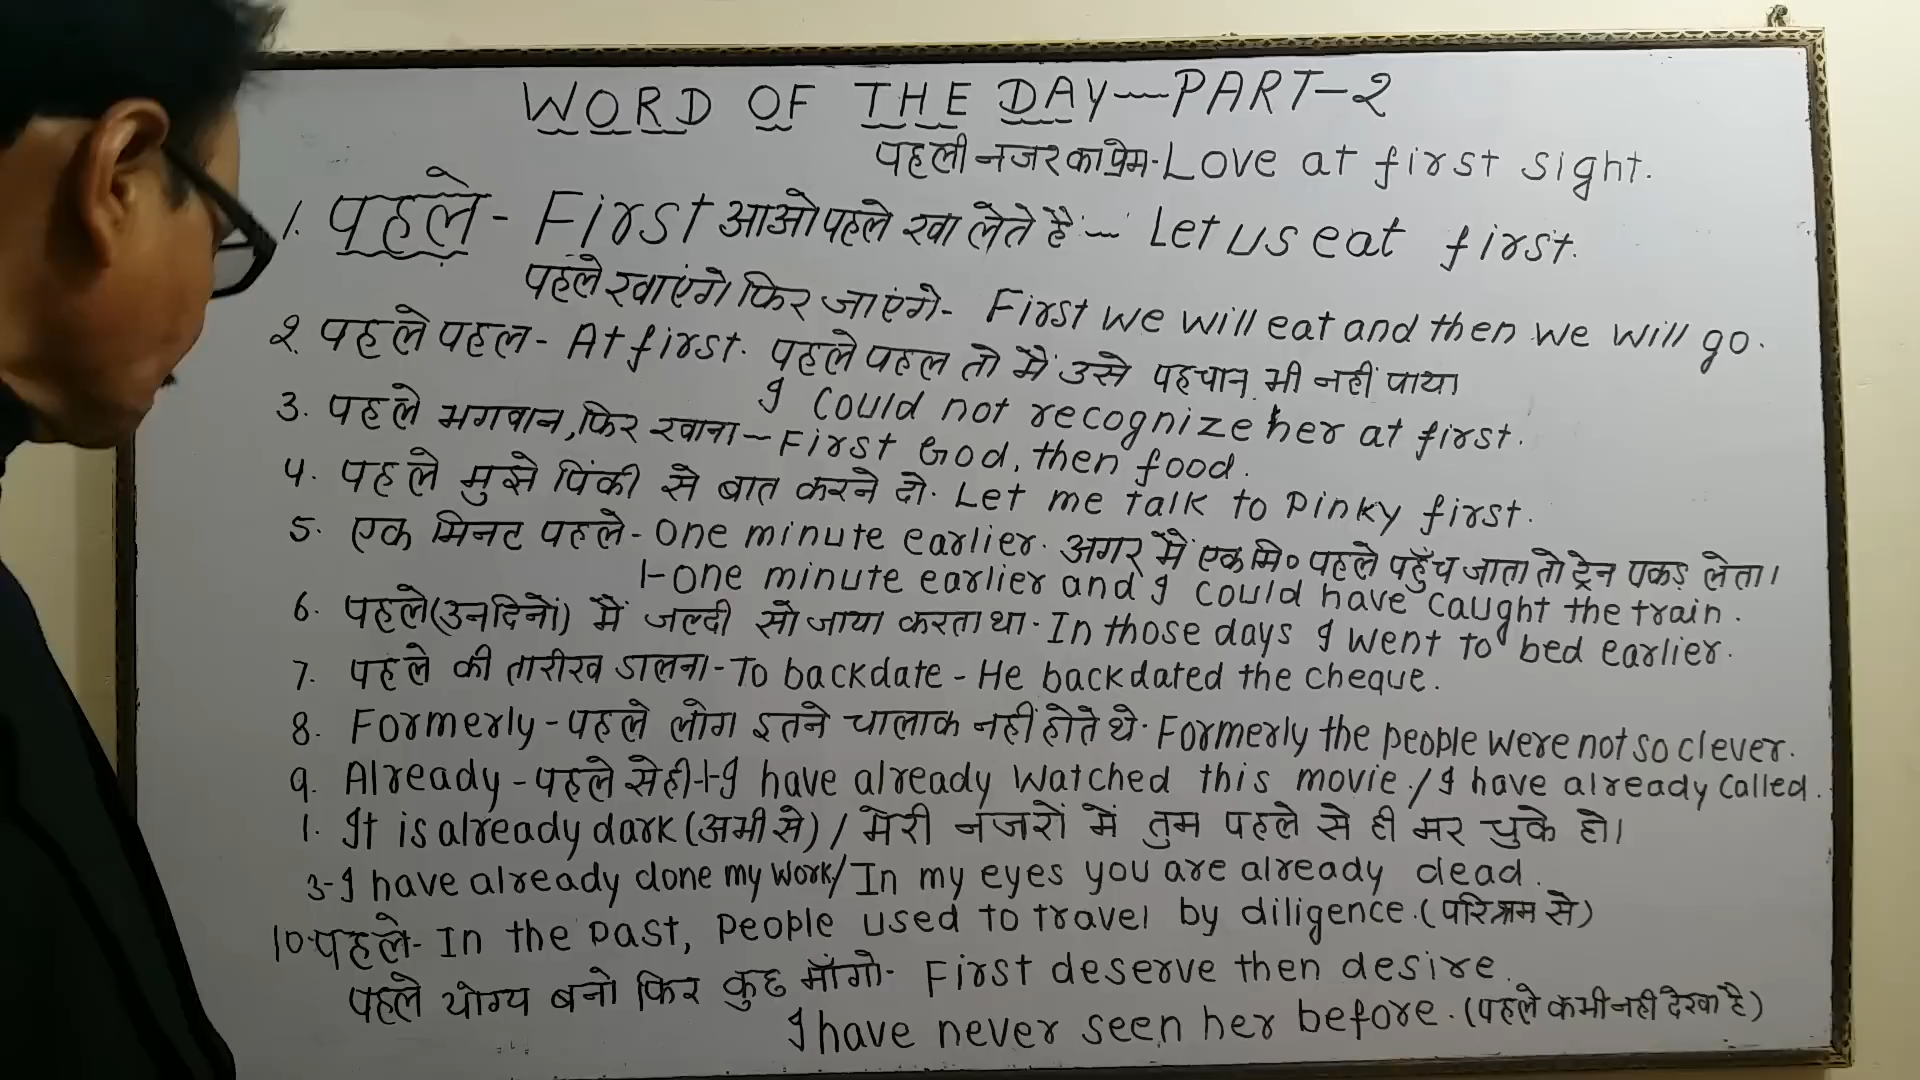 WORD OF THE DAY—PART-2
पहली नजर का प्रेम - Love at first sight.
1. पहले - First आओ पहले खा लेते है — Let us eat first.
पहले खाएंगे फिर जाएंगे - First we will eat and then we will go.
2. पहले पहल - At first. पहले पहल तो मैं उसे पहचान भी नहीं पाया
I could not recognize her at first.
3. पहले भगवान, फिर खाना — First God, then food.
4. पहले मुझे पिंकी से बात करने दो. Let me talk to Pinky first.
5. एक मिनट पहले - One minute earlier. अगर मैं एक मि० पहले पहुँच जाता तो ट्रेन पकड़ लेता।
1-One minute earlier and I could have caught the train.
6. पहले (उन दिनों) मैं जल्दी सो जाया करता था - In those days I went to bed earlier.
7. पहले की तारीख डालना - To backdate - He backdated the cheque.
8. Formerly - पहले लोग इतने चालाक नहीं होते थे. Formerly the people were not so clever.
9. Already - पहले से ही -1-I have already watched this movie./I have already called.
1. It is already dark (अभी से) / मेरी नजरों में तुम पहले से ही मर चुके हो।
3-I have already done my work/ In my eyes you are already dead.
10. पहले - In the past, people used to travel by diligence. (परिश्रम से)
पहले योग्य बनो फिर कुछ माँगो - First deserve then desire.
I have never seen her before. (पहले कभी नहीं देखा है)